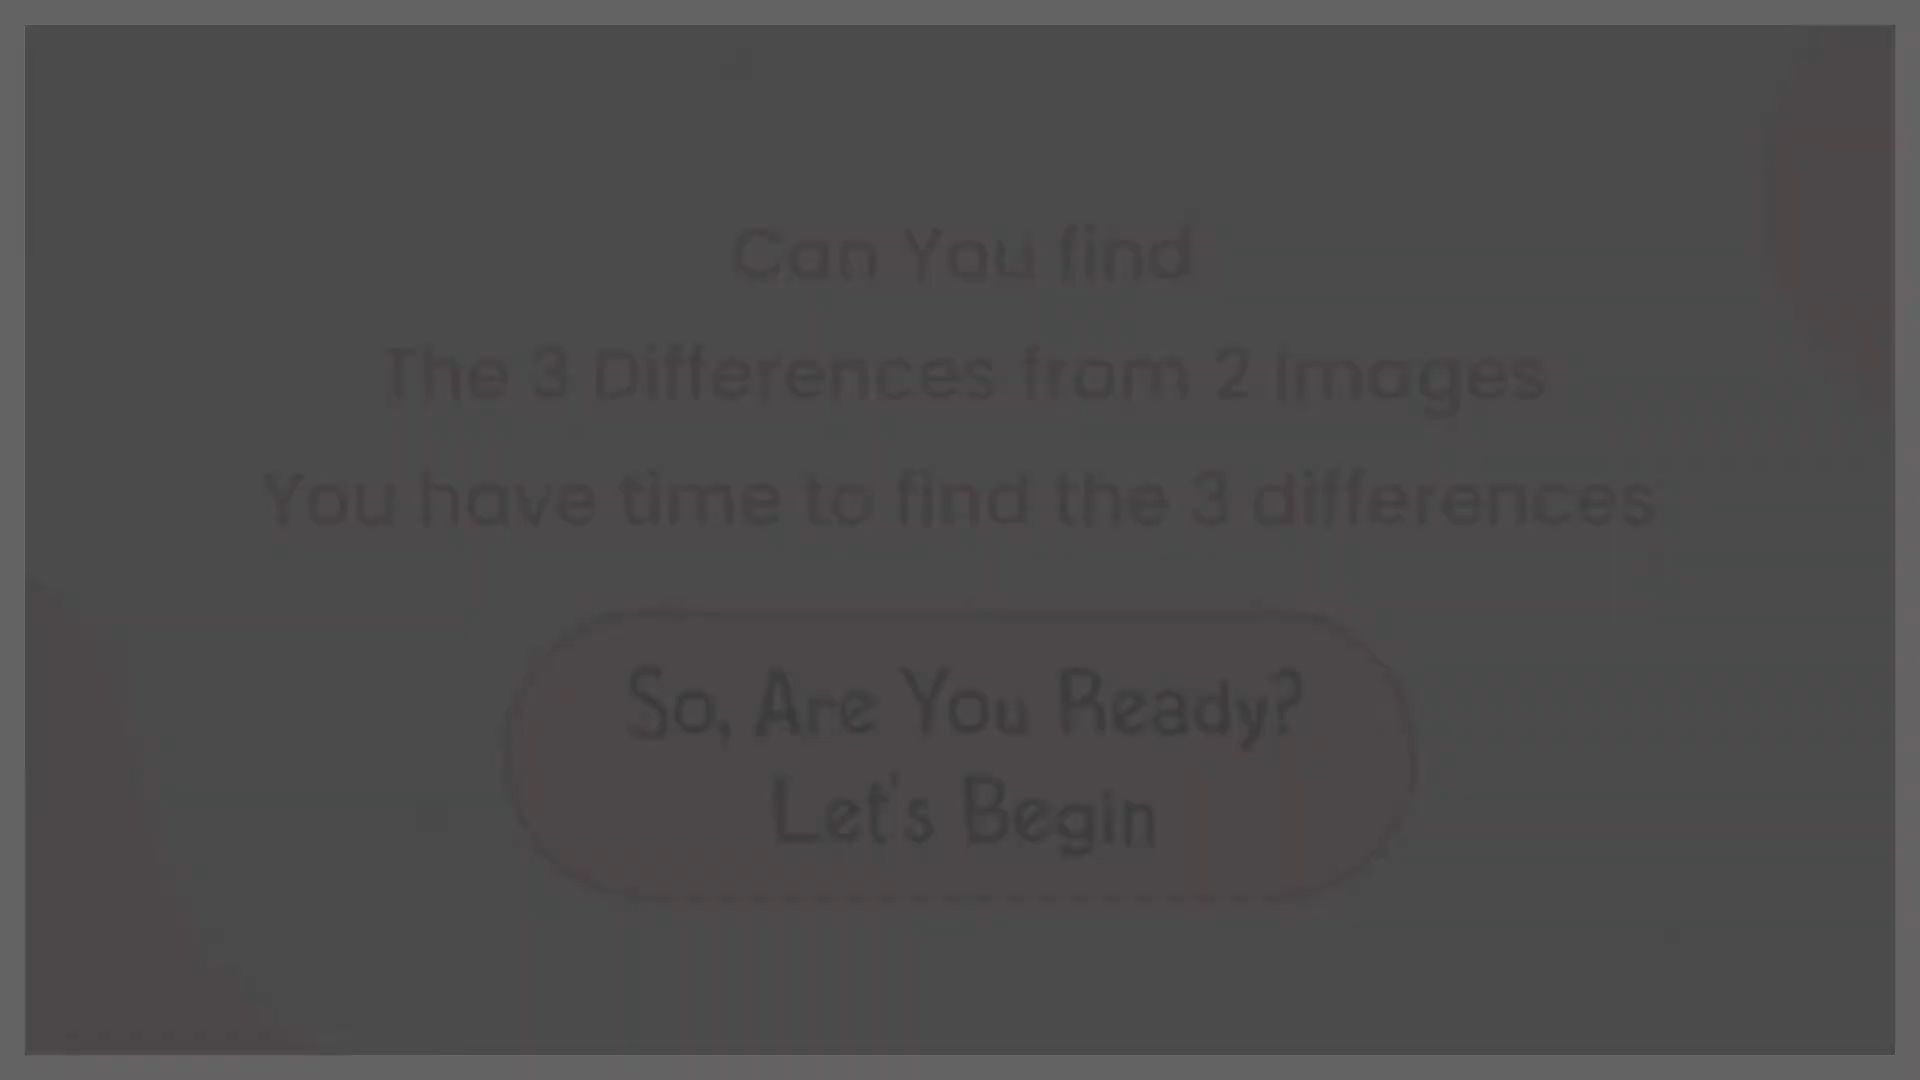 Can You find
The 3 Differences from 2 Images
You have time to find the 3 differences
So, Are You Ready?
Let's Begin